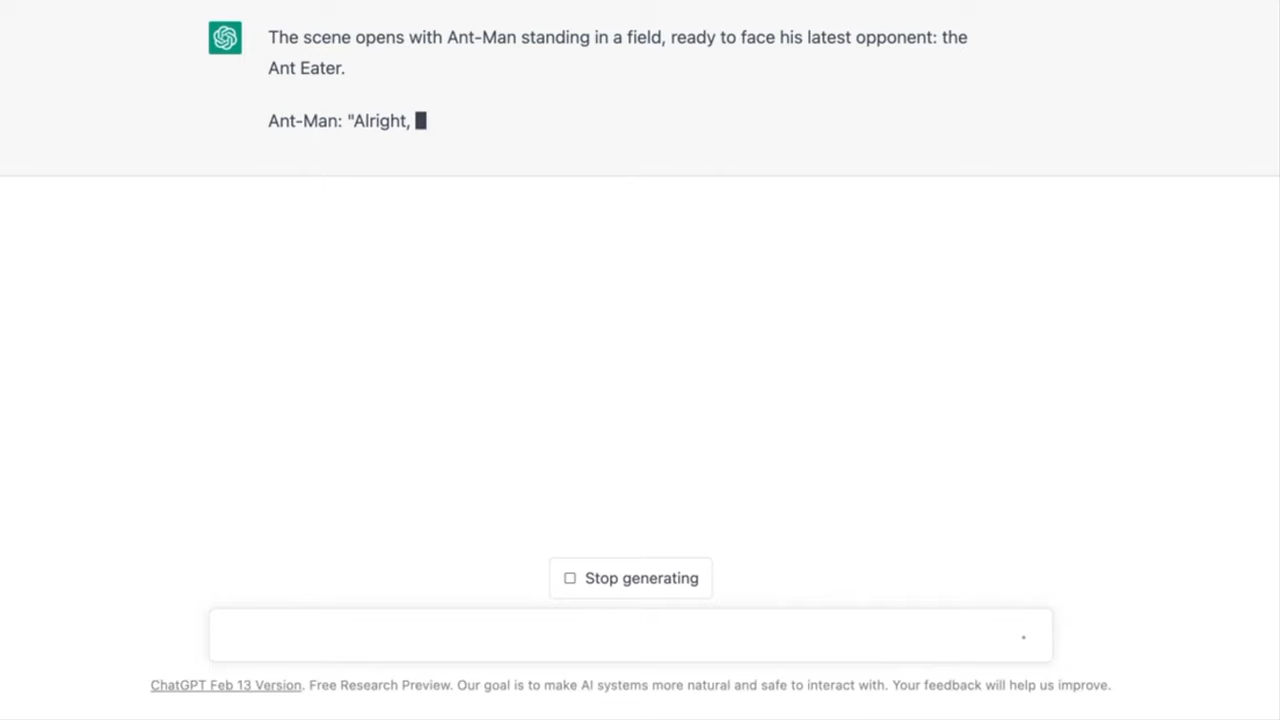 The scene opens with Ant-Man standing in a field, ready to face his latest opponent: the
Ant Eater.
Ant-Man: "Alright,
Stop generating
ChatGPT Feb 13 Version. Free Research Preview. Our goal is to make AI systems more natural and safe to interact with. Your feedback will help us improve.